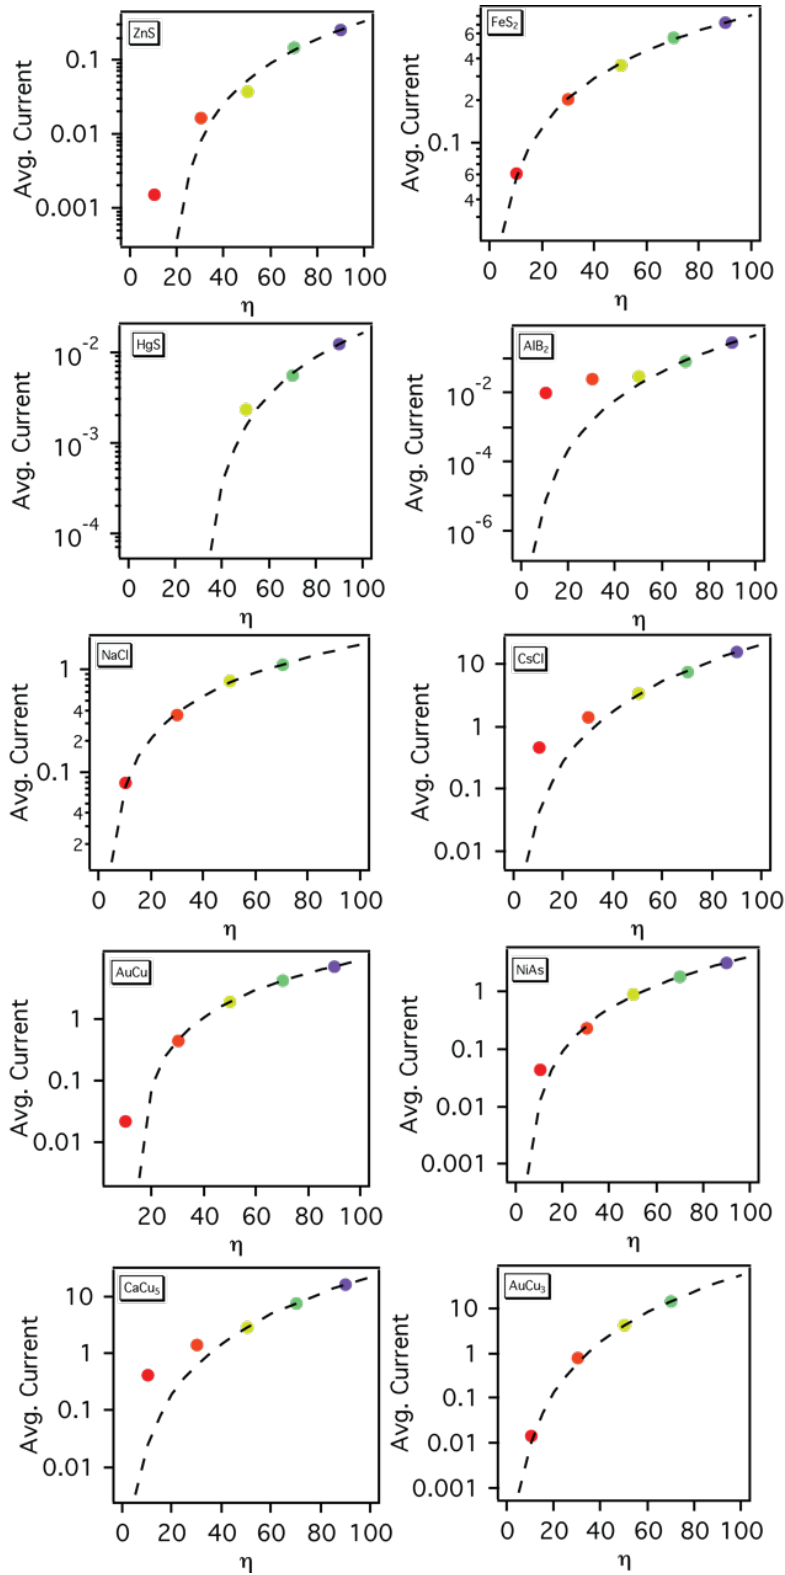 ZnS
Avg. Current
0.1
0.01
0.001
0 20 40 60 80 100
η
FeS₂
Avg. Current
6
4
2
0.1
6
4
0 20 40 60 80 100
η
HgS
Avg. Current
10⁻²
10⁻³
10⁻⁴
0 20 40 60 80 100
η
AlB₂
Avg. Current
10⁻²
10⁻⁴
10⁻⁶
0 20 40 60 80 100
η
NaCl
Avg. Current
1
4
2
0.1
4
2
0 20 40 60 80 100
η
CsCl
Avg. Current
10
1
0.1
0.01
0 20 40 60 80 100
η
AuCu
Avg. Current
1
0.1
0.01
20 40 60 80 100
η
NiAs
Avg. Current
1
0.1
0.01
0.001
0 20 40 60 80 100
η
CaCu₅
Avg. Current
10
1
0.1
0.01
0 20 40 60 80 100
η
AuCu₃
Avg. Current
10
1
0.1
0.01
0.001
0 20 40 60 80 100
η